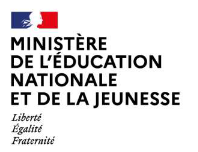 MINISTÈRE
DE L'ÉDUCATION
NATIONALE
ET DE LA JEUNESSE
Liberté
Égalité
Fraternité